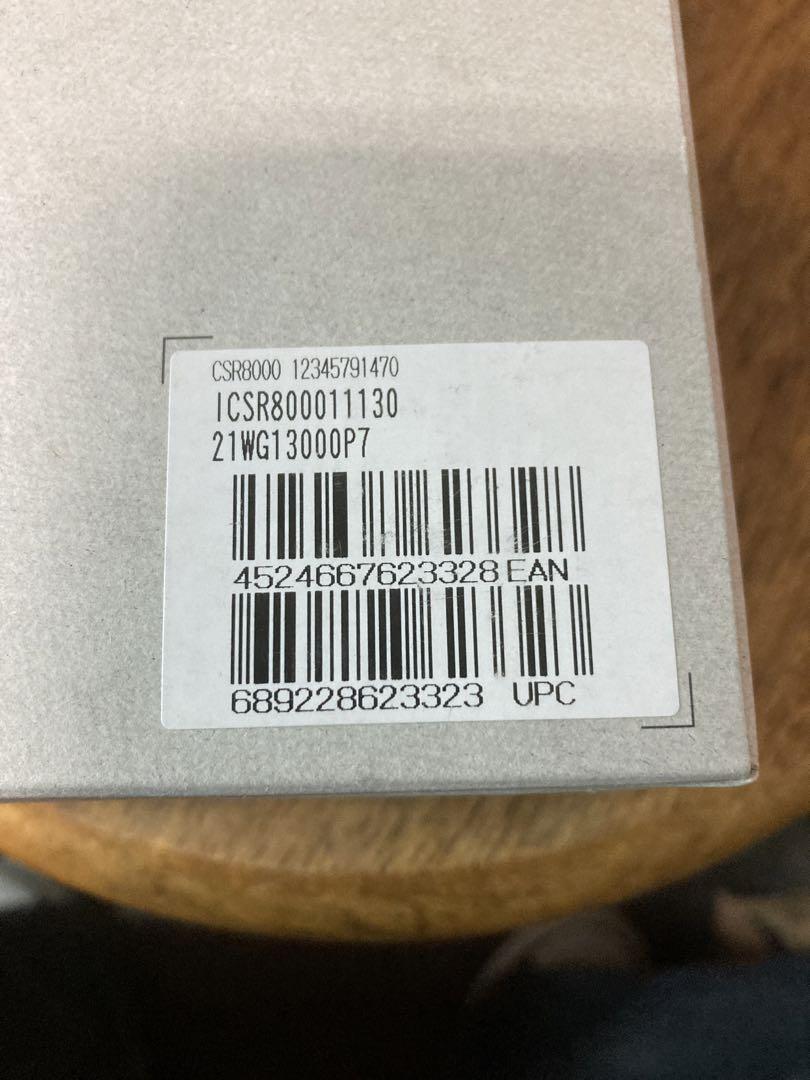 CSR8000 12345791470
ICSR800011130
21WG13000P7
4524667623328 EAN
689228623323 UPC